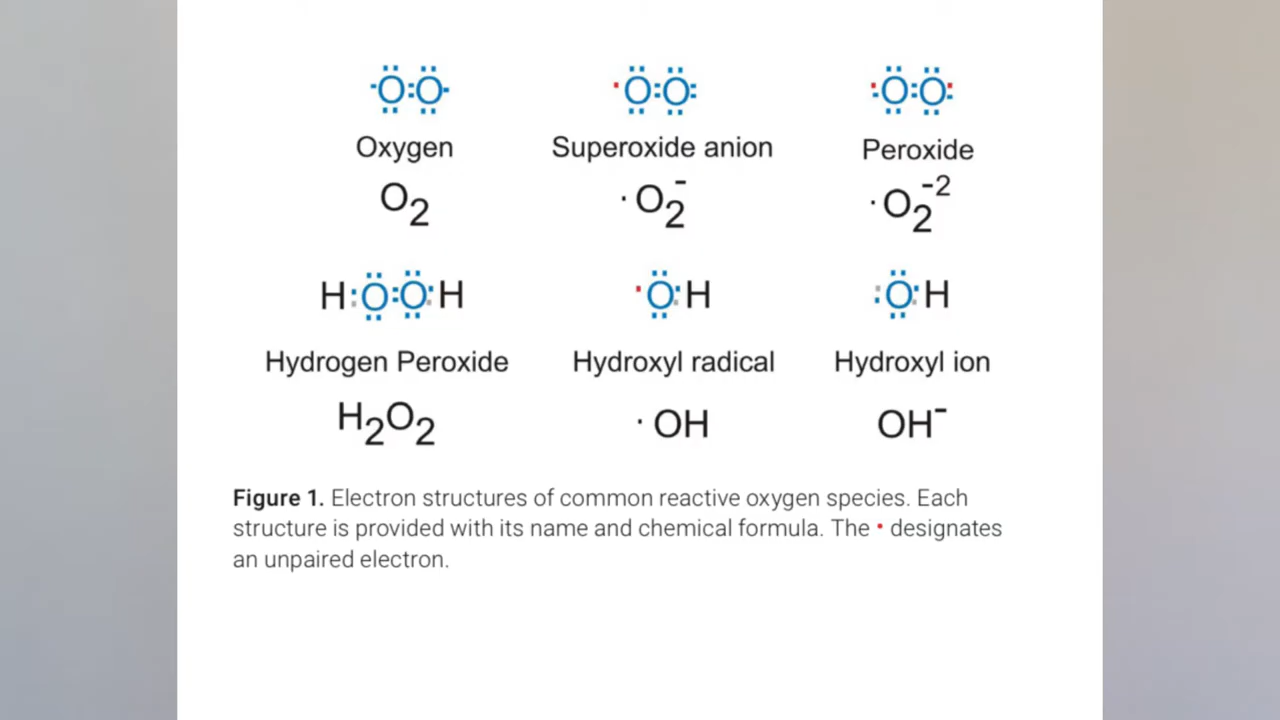 ·O:O· ·O:O: :O:O:
Oxygen Superoxide anion Peroxide
O₂ ·O₂⁻ ·O₂⁻²
H:O:O:H ·O:H :O:H
Hydrogen Peroxide Hydroxyl radical Hydroxyl ion
H₂O₂ ·OH OH⁻
Figure 1. Electron structures of common reactive oxygen species. Each
structure is provided with its name and chemical formula. The • designates
an unpaired electron.